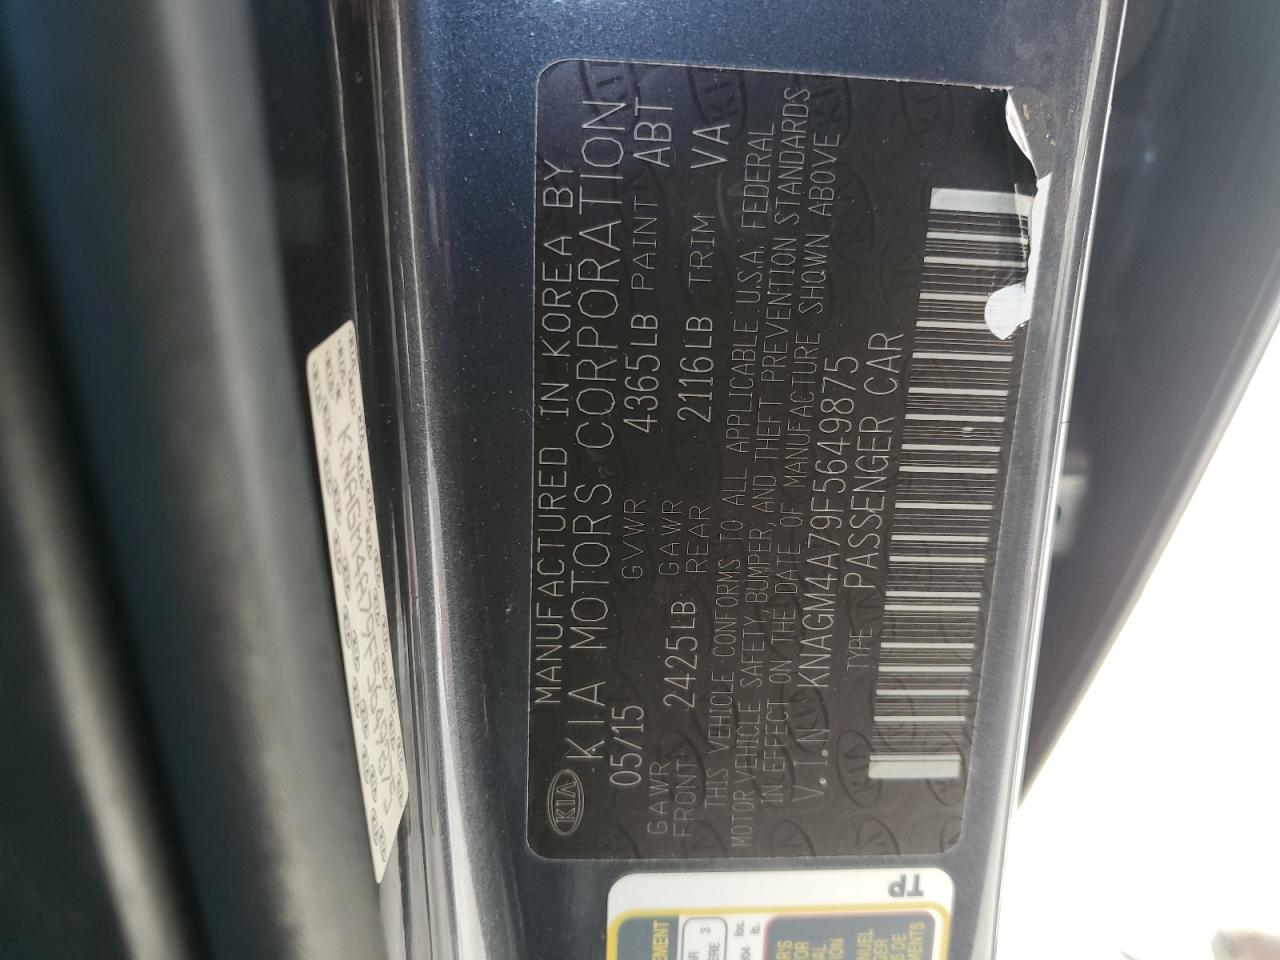 KIA
MANUFACTURED IN KOREA BY
KIA MOTORS CORPORATION
05/15 GVWR 4365LB PAINT ABT
GAWR FRONT 2425LB GAWR REAR 2116LB TRIM VA
THIS VEHICLE CONFORMS TO ALL APPLICABLE U.S.A. FEDERAL
MOTOR VEHICLE SAFETY, BUMPER, AND THEFT PREVENTION STANDARDS
IN EFFECT ON THE DATE OF MANUFACTURE SHOWN ABOVE
V.I.N KNAGM4A79F5649875
TYPE PASSENGER CAR
TP